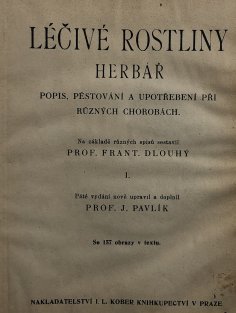 LÉČIVÉ ROSTLINY
HERBÁŘ
POPIS, PĚSTOVÁNÍ A UPOTŘEBENÍ PŘI
RŮZNÝCH CHOROBÁCH.
Na základě různých spisů sestavil
PROF. FRANT. DLOUHÝ
I.
Páté vydání nově upravil a doplnil
PROF. J. PAVLÍK
Se 157 obrazy v textu.
NAKLADATELSTVÍ I. L. KOBER KNIHKUPECTVÍ V PRAZE